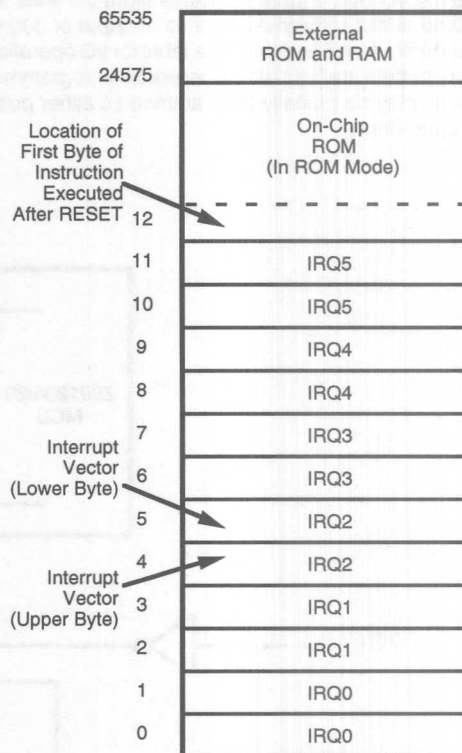 65535
External
ROM and RAM
24575
On-Chip
ROM
(In ROM Mode)
Location of
First Byte of
Instruction
Executed
After RESET
12
11 IRQ5
10 IRQ5
9 IRQ4
8 IRQ4
7 IRQ3
Interrupt
Vector
(Lower Byte)
6 IRQ3
5 IRQ2
4 IRQ2
Interrupt
Vector
(Upper Byte)
3 IRQ1
2 IRQ1
1 IRQ0
0 IRQ0